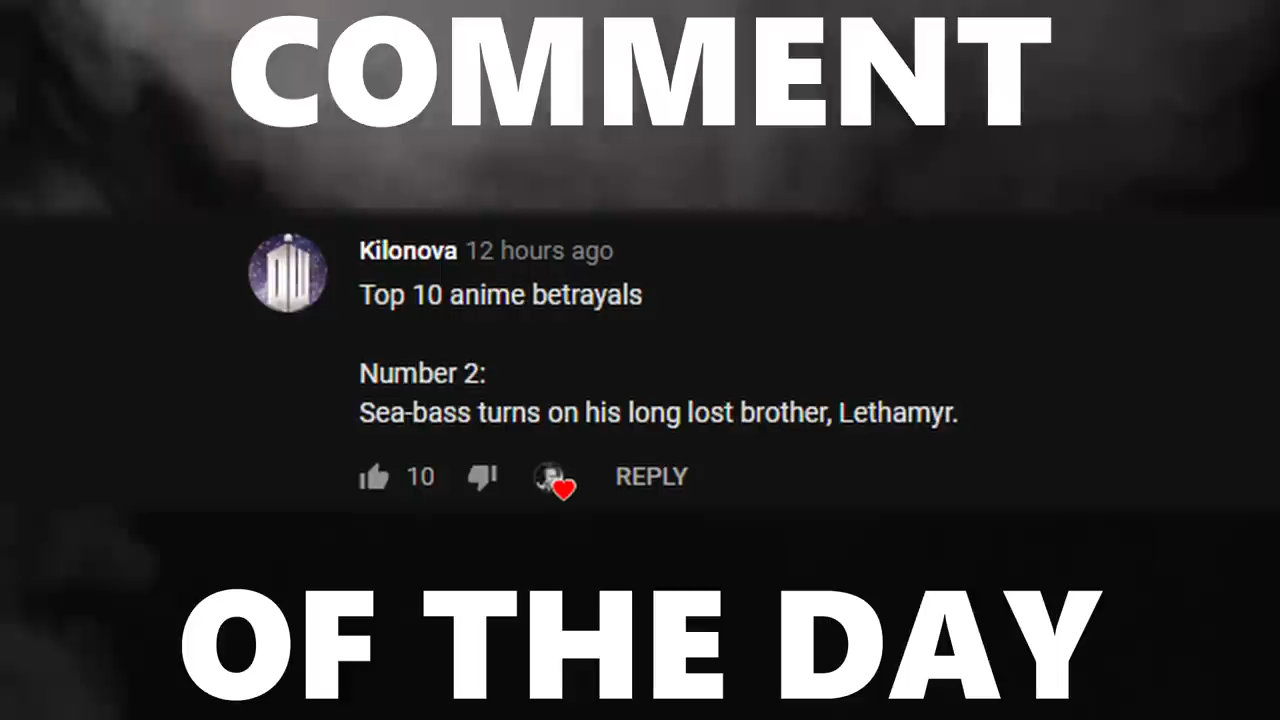 COMMENT
Kilonova 12 hours ago
Top 10 anime betrayals
Number 2:
Sea-bass turns on his long lost brother, Lethamyr.
10 REPLY
OF THE DAY